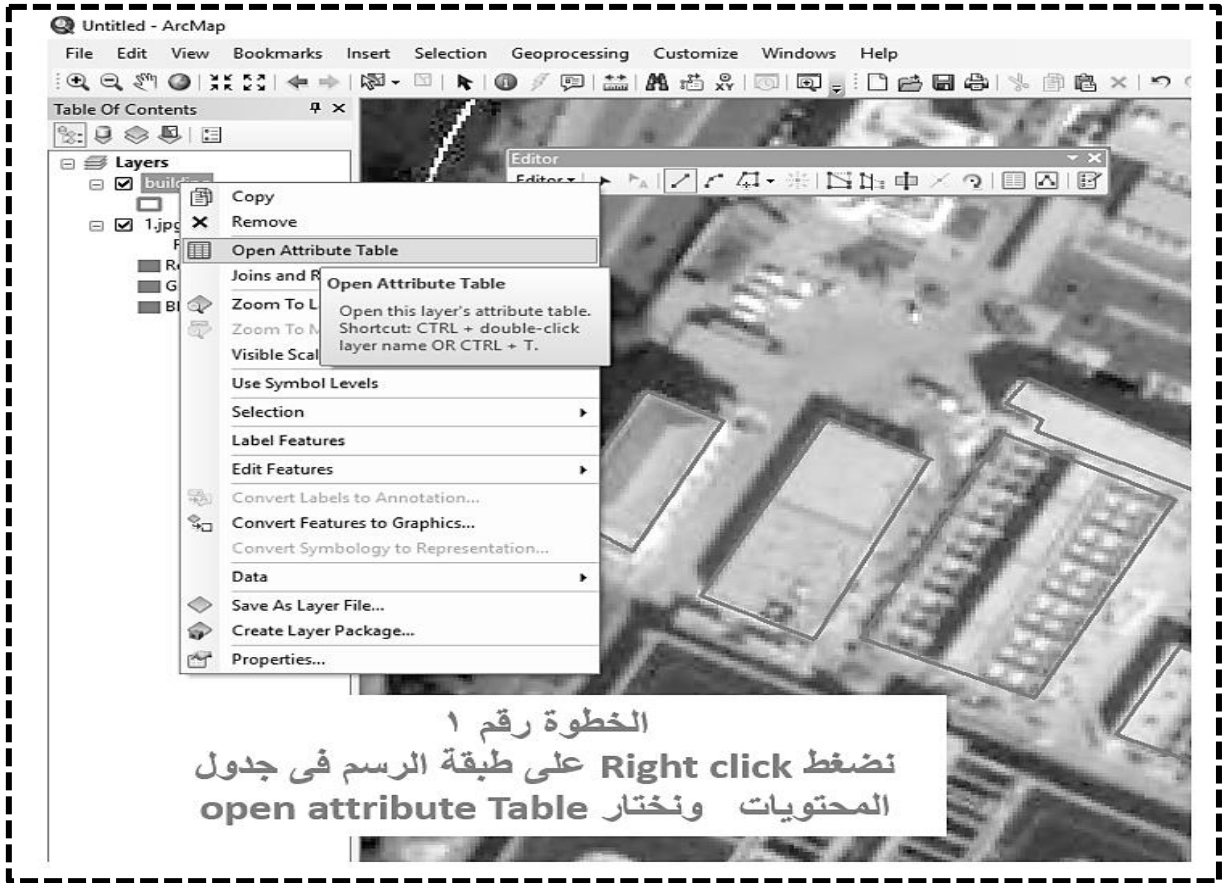 Untitled - ArcMap
File Edit View Bookmarks Insert Selection Geoprocessing Customize Windows Help
Table Of Contents
Layers
Editor
Editor
1.jpg
Copy
Remove
Open Attribute Table
Joins and R
Open Attribute Table
Open this layer's attribute table.
Shortcut: CTRL + double-click
layer name OR CTRL + T.
Zoom To L
Zoom To M
Visible Scal
Use Symbol Levels
Selection
Label Features
Edit Features
Convert Labels to Annotation...
Convert Features to Graphics...
Convert Symbology to Representation...
Data
Save As Layer File...
Create Layer Package...
Properties...
الخطوة رقم ١
نضغط Right click على طبقة الرسم فى جدول
المحتويات ونختار open attribute Table